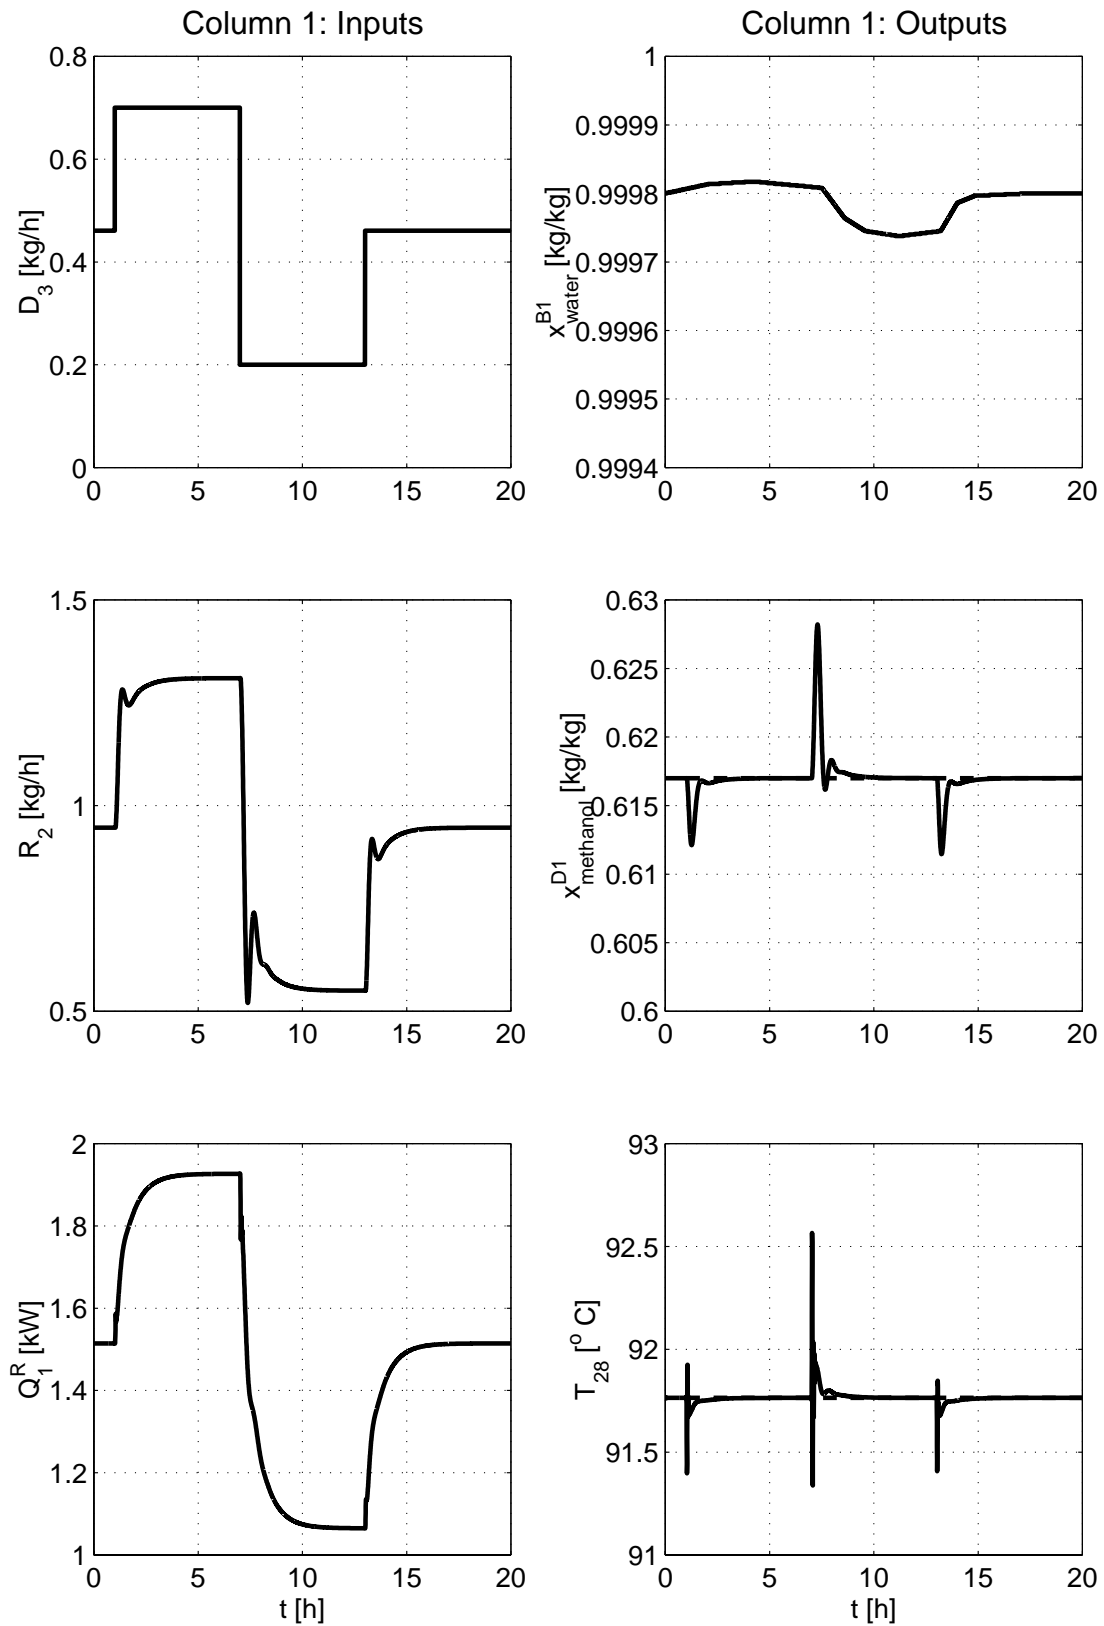 Column 1: Inputs
Column 1: Outputs
0.8
0.6
0.4
0.2
0
D3 [kg/h]
0 5 10 15 20
1
0.9999
0.9998
0.9997
0.9996
0.9995
0.9994
x^B1_water [kg/kg]
0 5 10 15 20
1.5
1
0.5
R2 [kg/h]
0 5 10 15 20
0.63
0.625
0.62
0.615
0.61
0.605
0.6
x^D1_methanol [kg/kg]
0 5 10 15 20
2
1.8
1.6
1.4
1.2
1
Q^R_1 [kW]
0 5 10 15 20
t [h]
93
92.5
92
91.5
91
T28 [°C]
0 5 10 15 20
t [h]